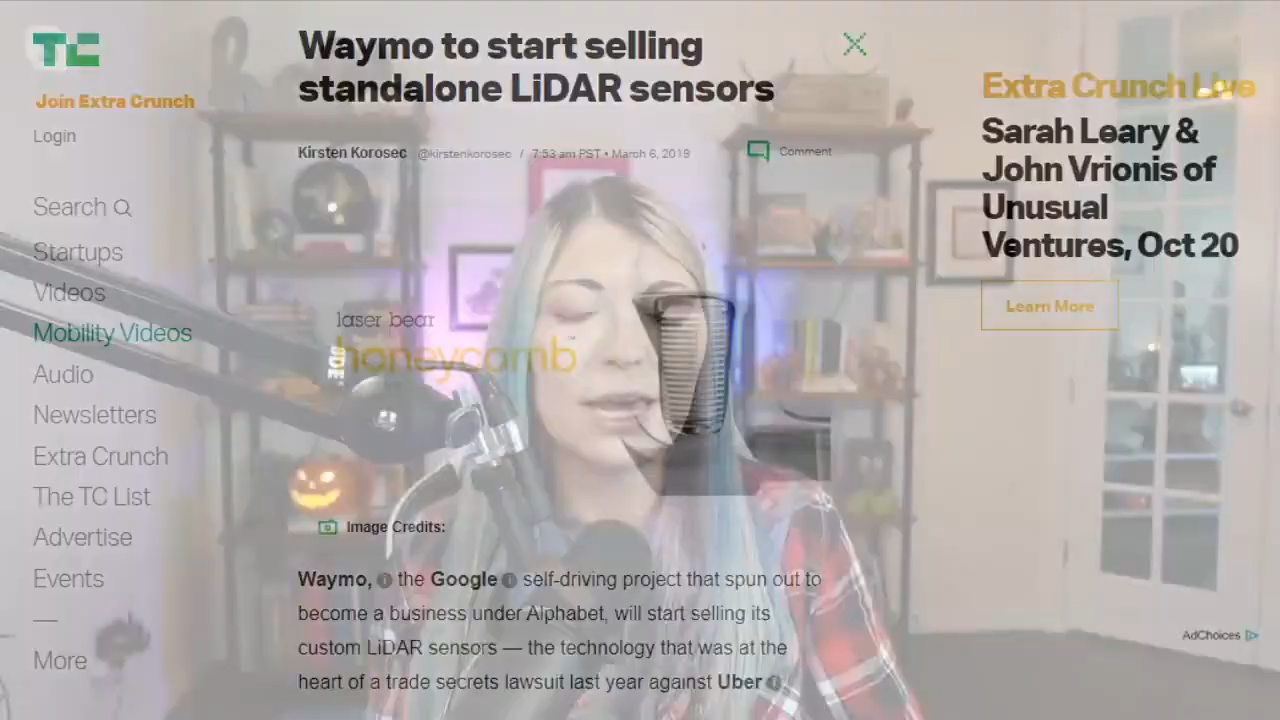 TC
Join Extra Crunch
Login
Search
Startups
Videos
Mobility Videos
Audio
Newsletters
Extra Crunch
The TC List
Advertise
Events
—
More
Waymo to start selling
standalone LiDAR sensors
Kirsten Korosec @kirstenkorosec / 7:53 am PST • March 6, 2019
Comment
laser bear
honeycomb
Image Credits:
Waymo, the Google self-driving project that spun out to
become a business under Alphabet, will start selling its
custom LiDAR sensors — the technology that was at the
heart of a trade secrets lawsuit last year against Uber
Extra Crunch Live
Sarah Leary &
John Vrionis of
Unusual
Ventures, Oct 20
Learn More
AdChoices